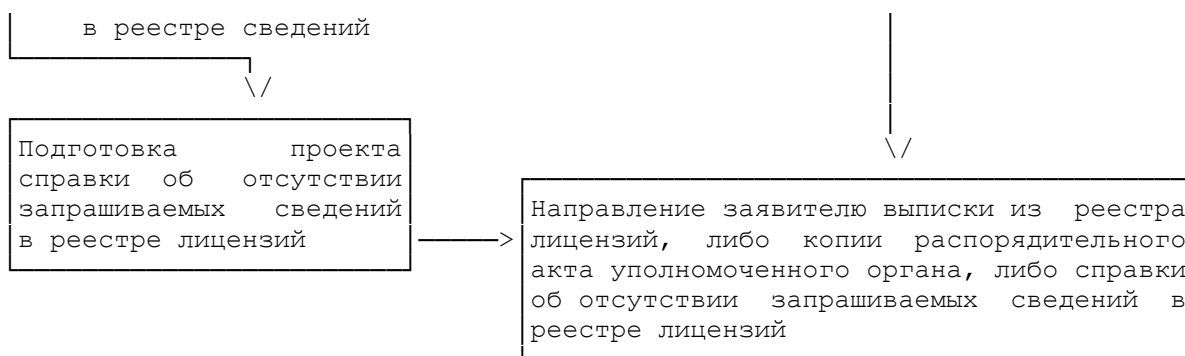 в реестре сведений
Подготовка проекта
справки об отсутствии
запрашиваемых сведений
в реестре лицензий
Направление заявителю выписки из реестра
лицензий, либо копии распорядительного
акта уполномоченного органа, либо справки
об отсутствии запрашиваемых сведений в
реестре лицензий